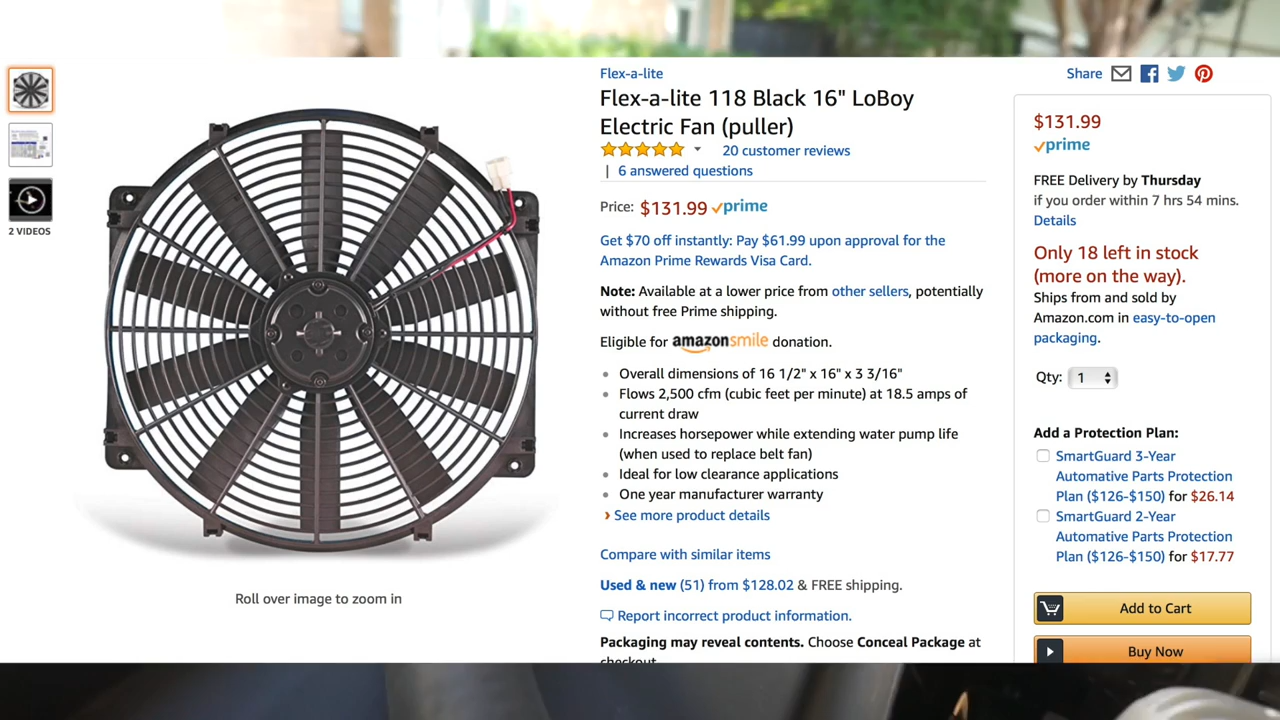 2 VIDEOS
Roll over image to zoom in
Flex-a-lite
Flex-a-lite 118 Black 16" LoBoy
Electric Fan (puller)
20 customer reviews
| 6 answered questions
Price: $131.99 prime
Get $70 off instantly: Pay $61.99 upon approval for the
Amazon Prime Rewards Visa Card.
Note: Available at a lower price from other sellers, potentially
without free Prime shipping.
Eligible for amazonsmile donation.
Overall dimensions of 16 1/2" x 16" x 3 3/16"
Flows 2,500 cfm (cubic feet per minute) at 18.5 amps of
current draw
Increases horsepower while extending water pump life
(when used to replace belt fan)
Ideal for low clearance applications
One year manufacturer warranty
› See more product details
Compare with similar items
Used & new (51) from $128.02 & FREE shipping.
Report incorrect product information.
Packaging may reveal contents. Choose Conceal Package at
checkout.
Share
$131.99
prime
FREE Delivery by Thursday
if you order within 7 hrs 54 mins.
Details
Only 18 left in stock
(more on the way).
Ships from and sold by
Amazon.com in easy-to-open
packaging.
Qty: 1
Add a Protection Plan:
SmartGuard 3-Year
Automotive Parts Protection
Plan ($126-$150) for $26.14
SmartGuard 2-Year
Automotive Parts Protection
Plan ($126-$150) for $17.77
Add to Cart
Buy Now